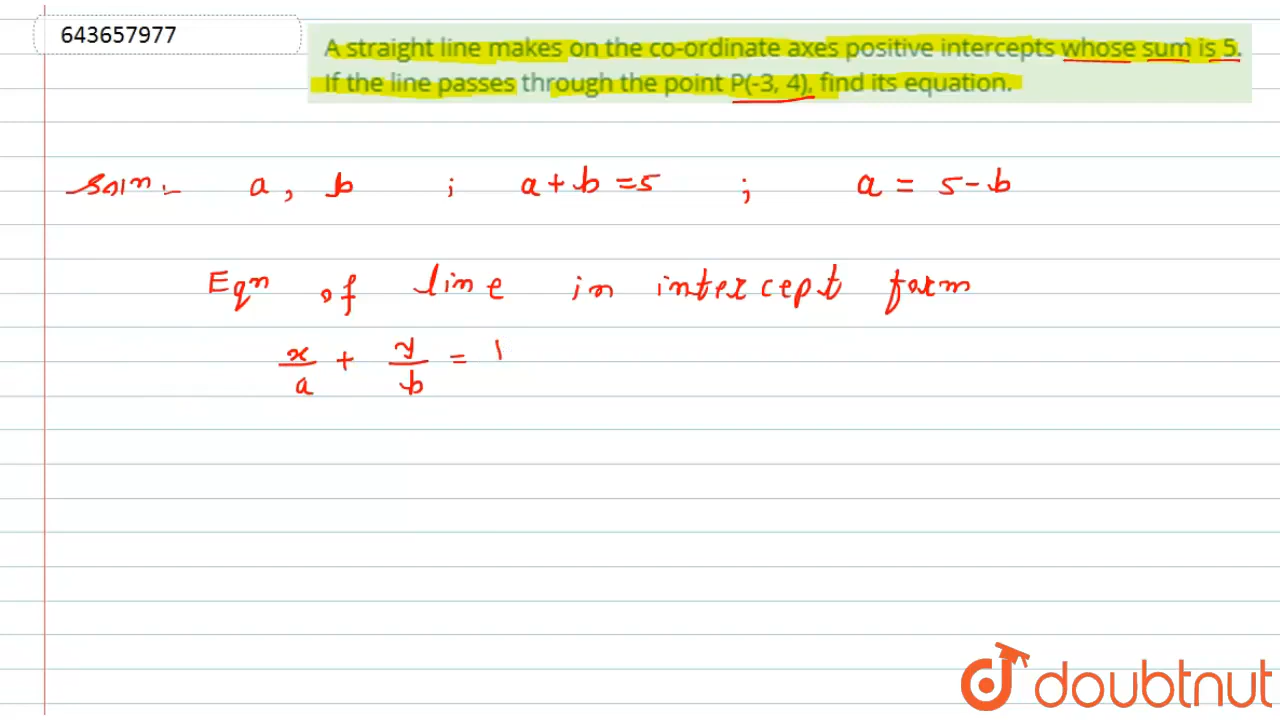 643657977
A straight line makes on the co-ordinate axes positive intercepts whose sum is 5.
If the line passes through the point P(-3, 4), find its equation.
Soln:- a, b ; a+b=5 ; a = 5-b
Eqn of line in intercept form
x/a + y/b = 1
doubtnut